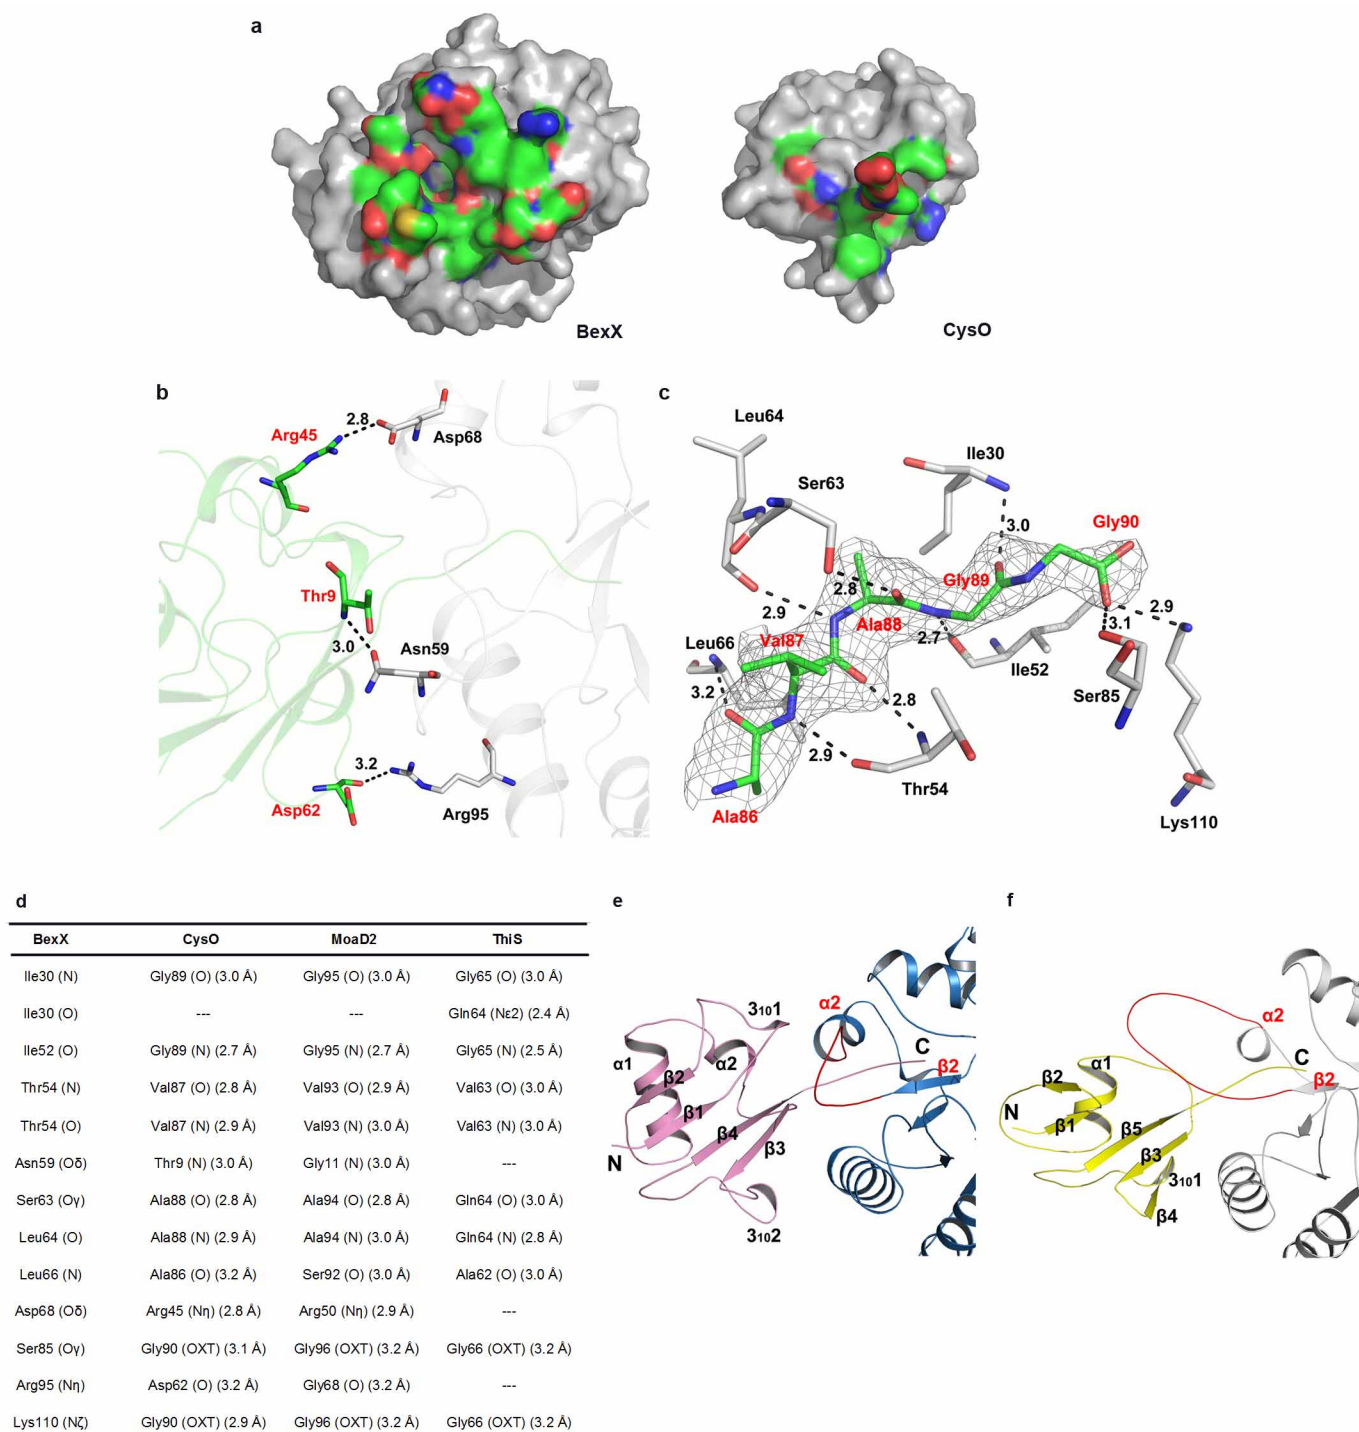 a
BexX
CysO
b
Arg45
2.8
Asp68
Thr9
3.0
Asn59
3.2
Asp62
Arg95
c
Leu64
Ser63
Ile30
3.0
Gly90
Gly89
2.8
2.9
2.9
Ala88
3.1
Val87
2.7
Leu66
Ile52
Ser85
3.2
2.8
2.9
Thr54
Ala86
Lys110
d
BexX CysO MoaD2 ThiS
Ile30 (N) Gly89 (O) (3.0 Å) Gly95 (O) (3.0 Å) Gly65 (O) (3.0 Å)
Ile30 (O) --- --- Gln64 (Nε2) (2.4 Å)
Ile52 (O) Gly89 (N) (2.7 Å) Gly95 (N) (2.7 Å) Gly65 (N) (2.5 Å)
Thr54 (N) Val87 (O) (2.8 Å) Val93 (O) (2.9 Å) Val63 (O) (3.0 Å)
Thr54 (O) Val87 (N) (2.9 Å) Val93 (N) (3.0 Å) Val63 (N) (3.0 Å)
Asn59 (Oδ) Thr9 (N) (3.0 Å) Gly11 (N) (3.0 Å) ---
Ser63 (Oγ) Ala88 (O) (2.8 Å) Ala94 (O) (2.8 Å) Gln64 (O) (3.0 Å)
Leu64 (O) Ala88 (N) (2.9 Å) Ala94 (N) (3.0 Å) Gln64 (N) (2.8 Å)
Leu66 (N) Ala86 (O) (3.2 Å) Ser92 (O) (3.0 Å) Ala62 (O) (3.0 Å)
Asp68 (Oδ) Arg45 (Nη) (2.8 Å) Arg50 (Nη) (2.9 Å) ---
Ser85 (Oγ) Gly90 (OXT) (3.1 Å) Gly96 (OXT) (3.2 Å) Gly66 (OXT) (3.2 Å)
Arg95 (Nη) Asp62 (O) (3.2 Å) Gly68 (O) (3.2 Å) ---
Lys110 (Nζ) Gly90 (OXT) (2.9 Å) Gly96 (OXT) (3.2 Å) Gly66 (OXT) (3.2 Å)
e
3₁₀1
α2
α1
α2
β2
C
β2
β1
β4
β3
N
3₁₀2
f
α2
α1
C
β2
β2
N
β1
β5
β3
3₁₀1
β4